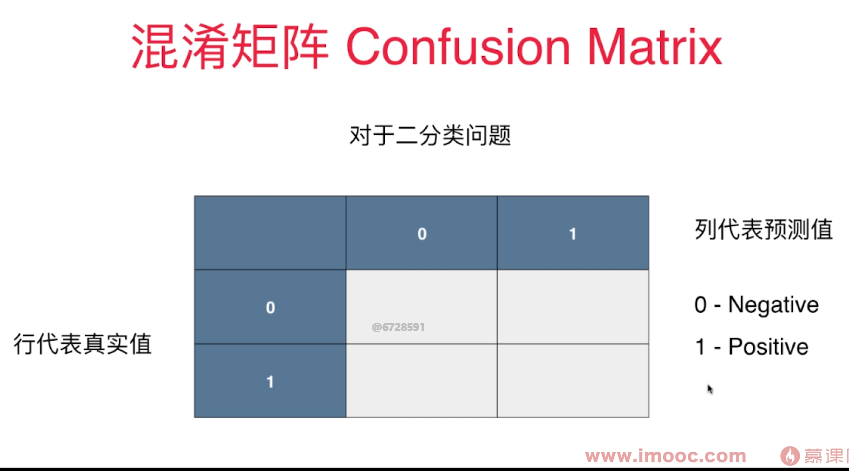 混淆矩阵 Confusion Matrix
对于二分类问题
0 1
列代表预测值
0
0 - Negative
@6728591
行代表真实值
1 - Positive
1
www.imooc.com
慕课